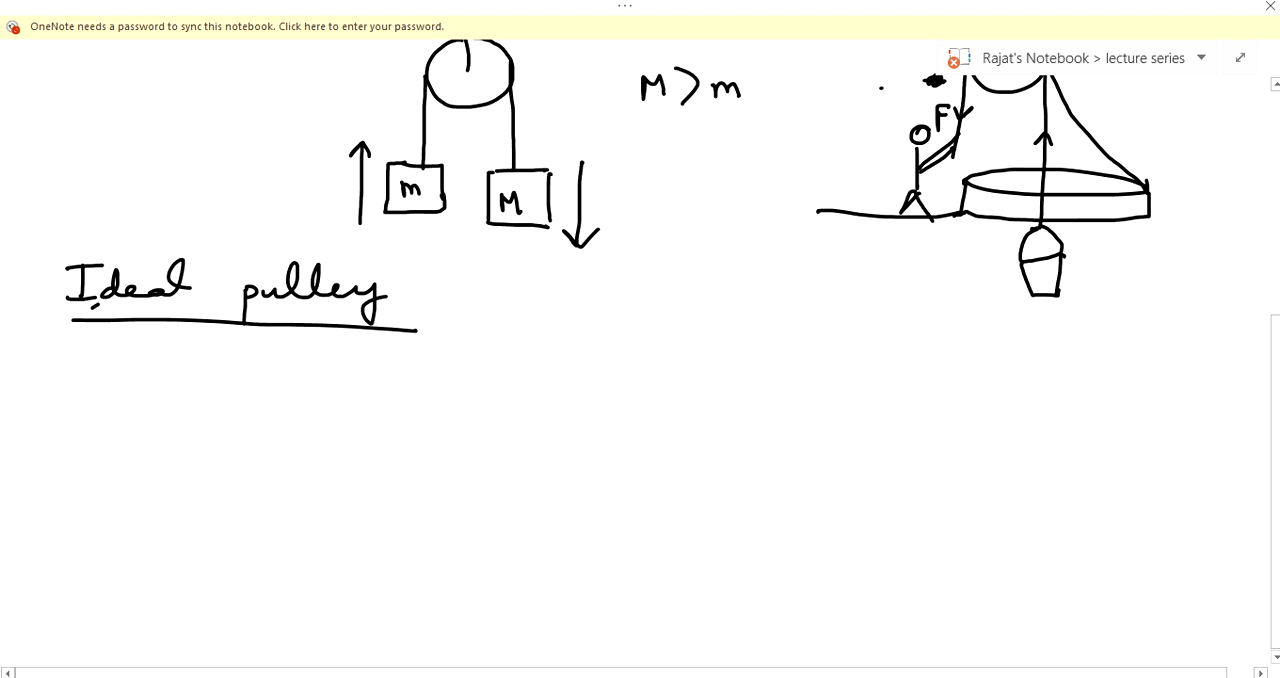 OneNote needs a password to sync this notebook. Click here to enter your password.
Rajat's Notebook > lecture series
M > m
F
m
M
Ideal pulley